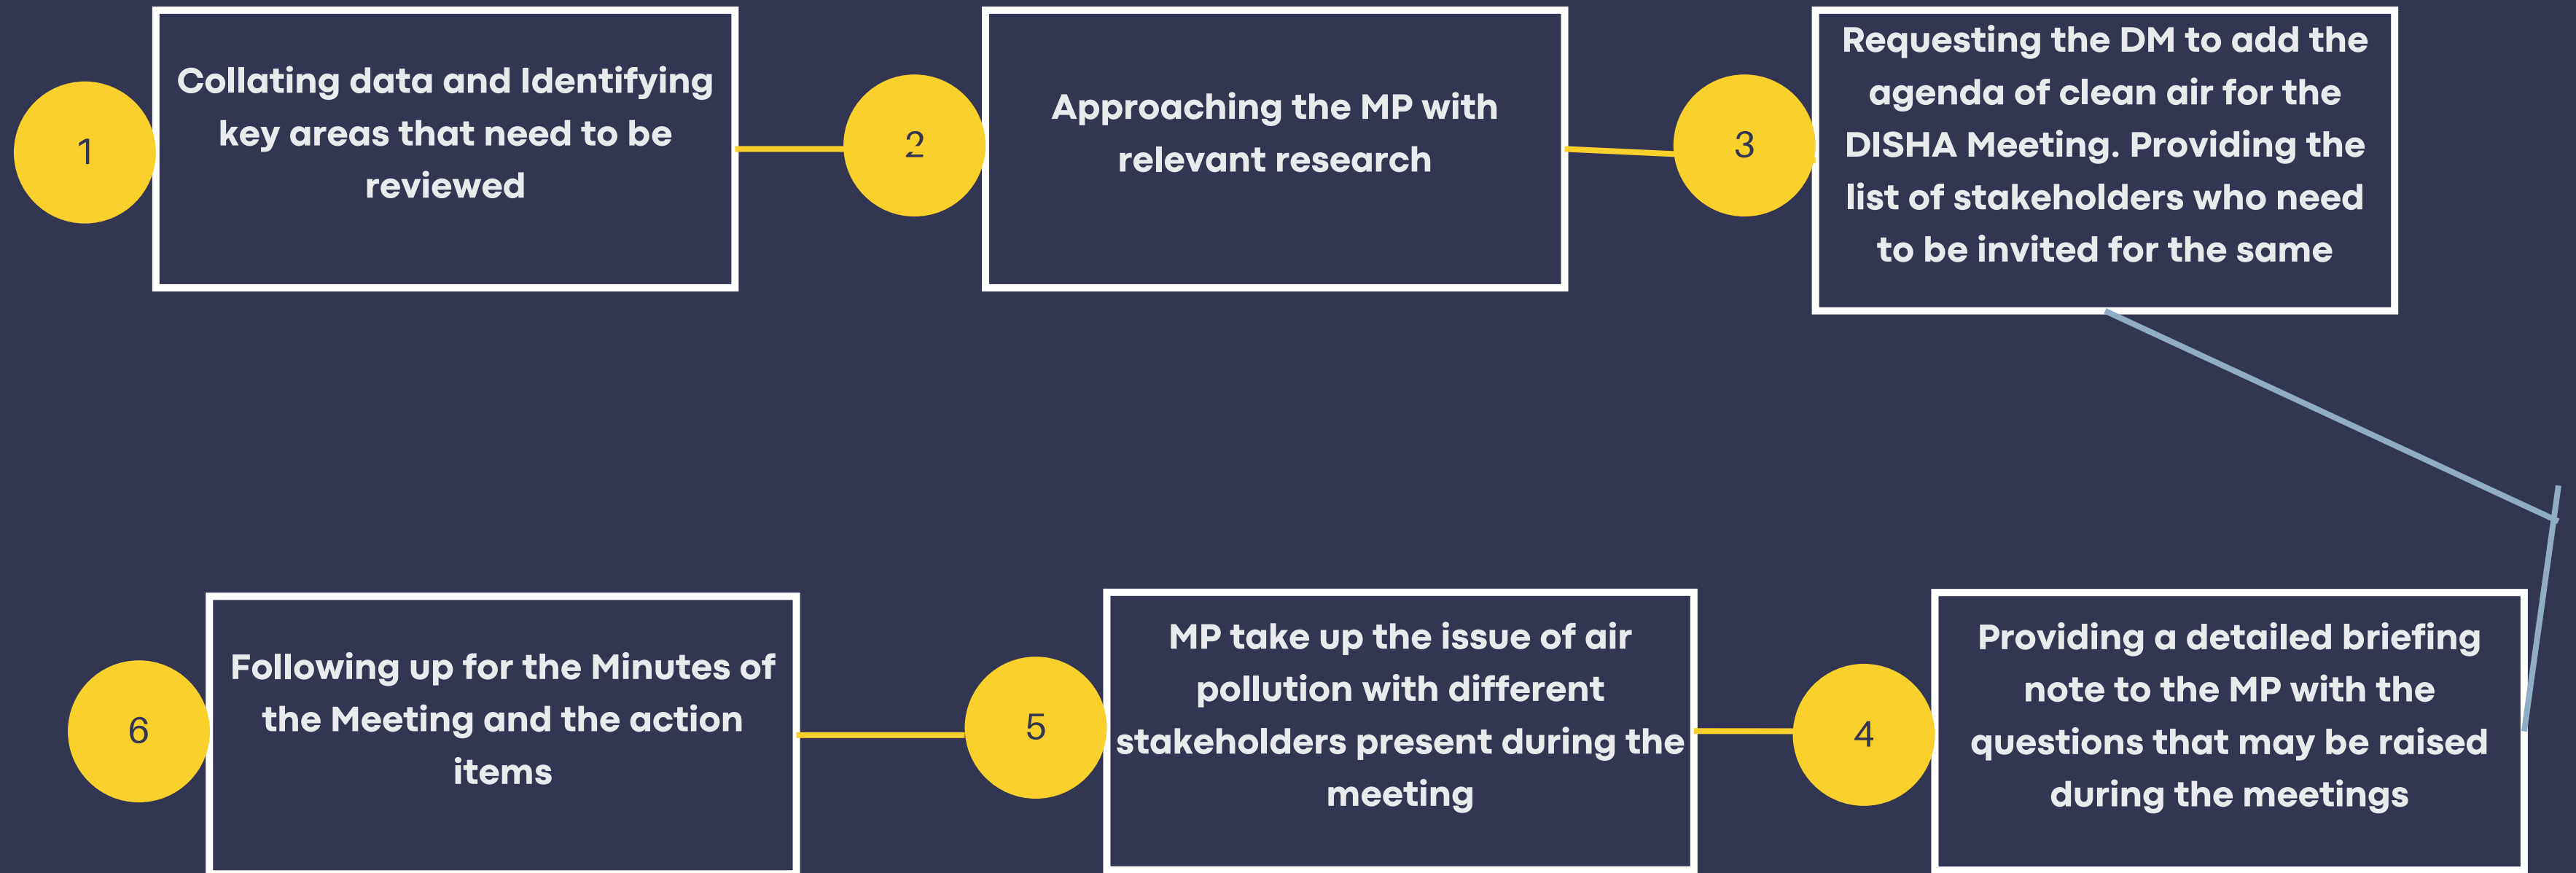 1
Collating data and Identifying
key areas that need to be
reviewed
2
Approaching the MP with
relevant research
3
Requesting the DM to add the
agenda of clean air for the
DISHA Meeting. Providing the
list of stakeholders who need
to be invited for the same
4
Providing a detailed briefing
note to the MP with the
questions that may be raised
during the meetings
5
MP take up the issue of air
pollution with different
stakeholders present during the
meeting
6
Following up for the Minutes of
the Meeting and the action
items